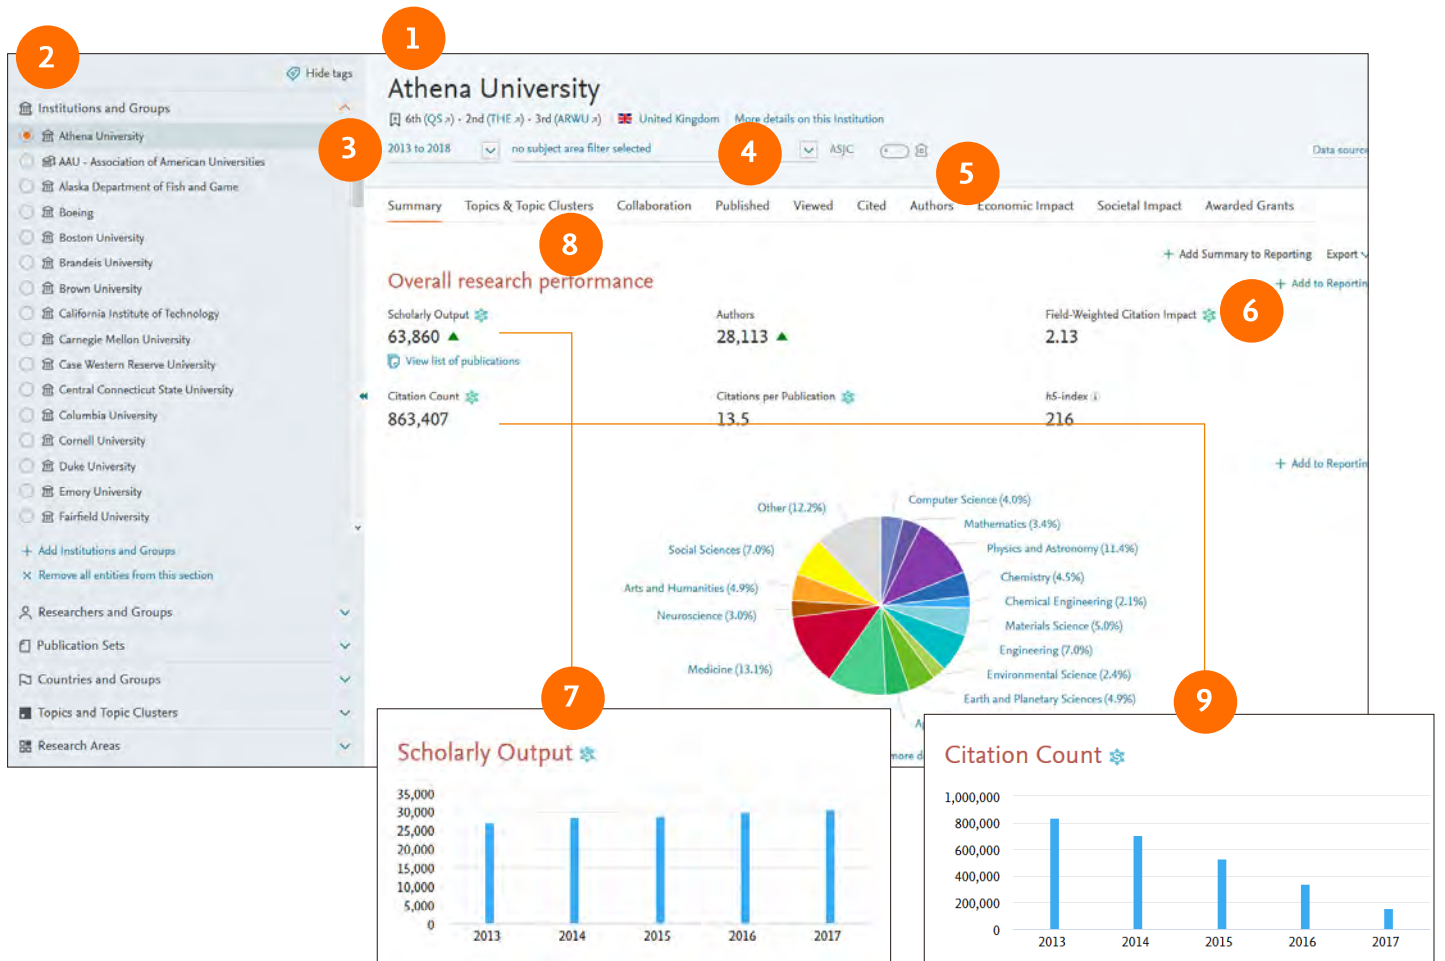 1
2
Hide tags
Institutions and Groups
Athena University
AAU - Association of American Universities
Alaska Department of Fish and Game
Boeing
Boston University
Brandeis University
Brown University
California Institute of Technology
Carnegie Mellon University
Case Western Reserve University
Central Connecticut State University
Columbia University
Cornell University
Duke University
Emory University
Fairfield University
+ Add Institutions and Groups
× Remove all entities from this section
Researchers and Groups
Publication Sets
Countries and Groups
Topics and Topic Clusters
Research Areas
Athena University
6th (QS ↗) - 2nd (THE ↗) - 3rd (ARWU ↗) United Kingdom More details on this Institution
3
2013 to 2018 no subject area filter selected 4 ASJC Data source
5
Summary Topics & Topic Clusters Collaboration Published Viewed Cited Authors Economic Impact Societal Impact Awarded Grants
8
+ Add Summary to Reporting Export
Overall research performance
+ Add to Reportin
Scholarly Output Authors Field-Weighted Citation Impact 6
63,860 28,113 2.13
View list of publications
Citation Count Citations per Publication h5-index
863,407 13.5 216
+ Add to Reportin
Other (12.2%) Computer Science (4.0%)
Mathematics (3.4%)
Social Sciences (7.0%) Physics and Astronomy (11.4%)
Chemistry (4.5%)
Arts and Humanities (4.9%) Chemical Engineering (2.1%)
Neuroscience (3.0%) Materials Science (5.0%)
Engineering (7.0%)
Medicine (13.1%) Environmental Science (2.4%)
Earth and Planetary Sciences (4.9%)
7
9
more d
Scholarly Output
35,000
30,000
25,000
20,000
15,000
10,000
5,000
0
2013 2014 2015 2016 2017
Citation Count
1,000,000
800,000
600,000
400,000
200,000
0
2013 2014 2015 2016 2017